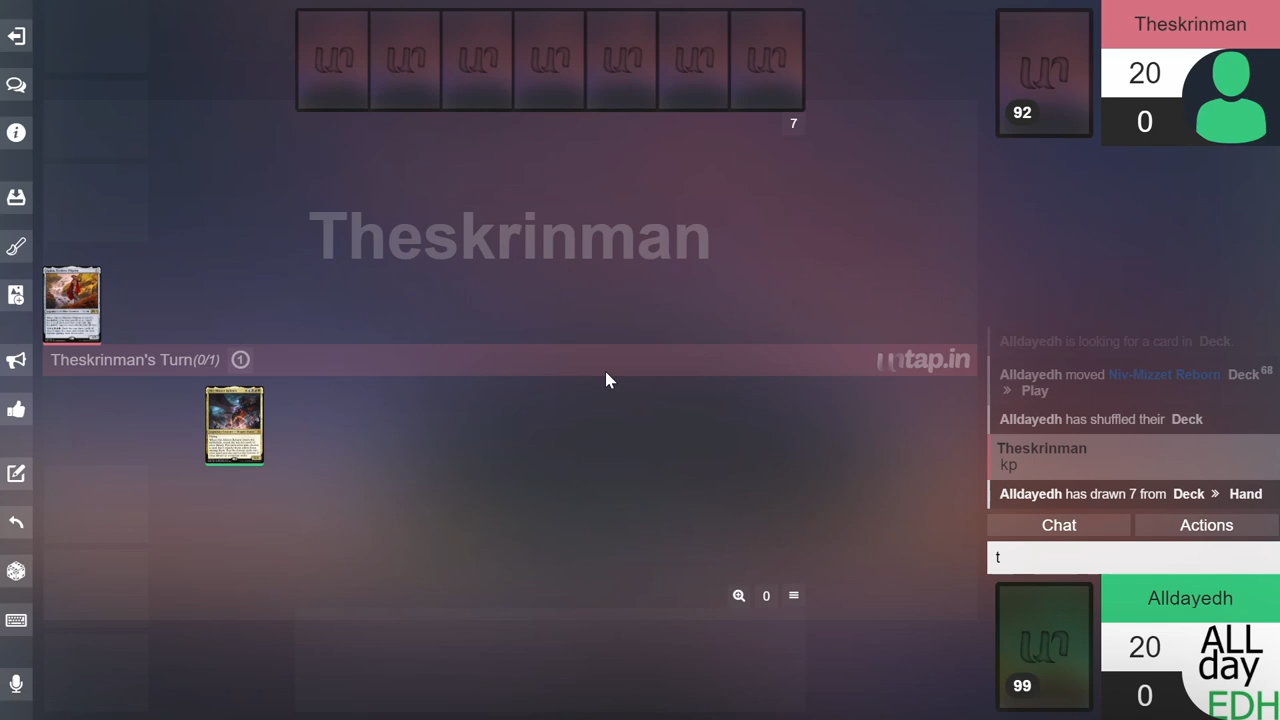 Theskrinman
20
0
92
7
Theskrinman
Theskrinman's Turn(0/1) 1
untap.in
Alldayedh is looking for a card in Deck.
Alldayedh moved Niv-Mizzet Reborn Deck68
» Play
Alldayedh has shuffled their Deck
Theskrinman
kp
Alldayedh has drawn 7 from Deck » Hand
Chat
Actions
t
0
Alldayedh
20
0
99
ALL
day
EDH